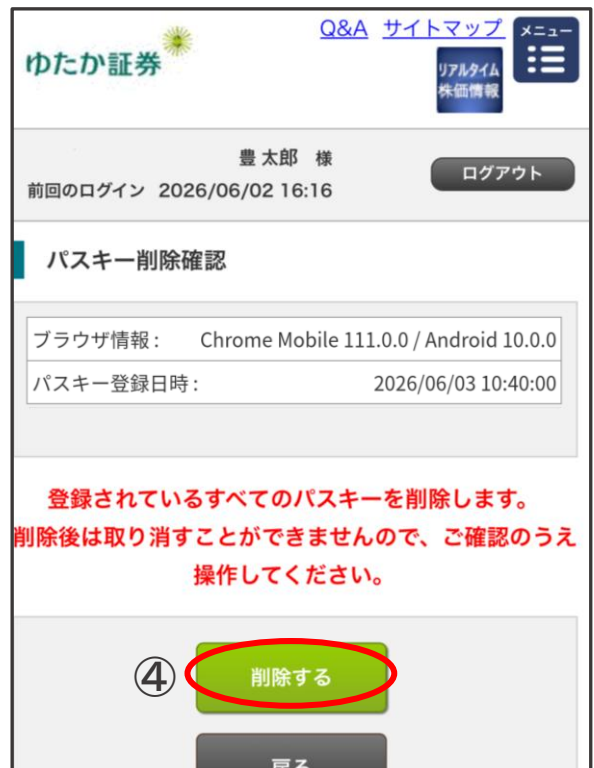 Q&A サイトマップ
メニュー
ゆたか証券
リアルタイム
株価情報
豊 太郎 様
前回のログイン 2026/06/02 16:16
ログアウト
パスキー削除確認
ブラウザ情報 : Chrome Mobile 111.0.0 / Android 10.0.0
パスキー登録日時 : 2026/06/03 10:40:00
登録されているすべてのパスキーを削除します。
削除後は取り消すことができませんので、ご確認のうえ
操作してください。
④ 削除する
戻る